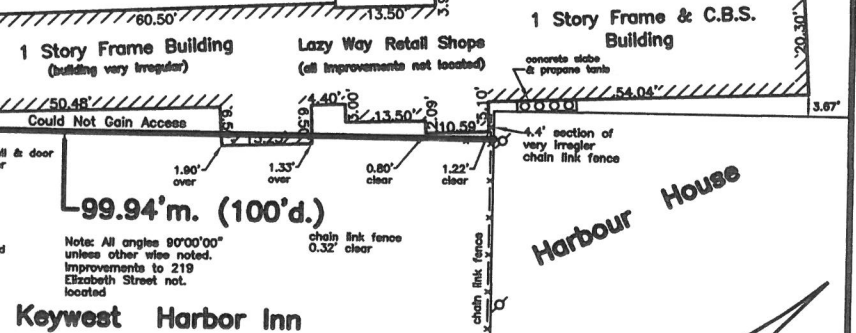 60.50'
13.50"
3.9
1 Story Frame & C.B.S.
Building
20.30'
1 Story Frame Building
(building very irregular)
Lazy Way Retail Shops
(all improvements not located)
concrete slabs
& propane tanks
54.04''
50.48'
4.40'
3.00'
13.50''
2.09'
3.67'
Could Not Gain Access
6.5
6.50'
10.59'
4.4' section of
very irregler
chain link fence
ll & door
r
1.90'
over
1.33'
over
0.80'
clear
1.22'
clear
99.94'm. (100'd.)
Harbour House
Note: All angles 90°00'00"
unless other wise noted.
Improvements to 219
Elizabeth Street not.
located
chain link fence
0.32' clear
d
chain link fence
Keywest Harbor Inn